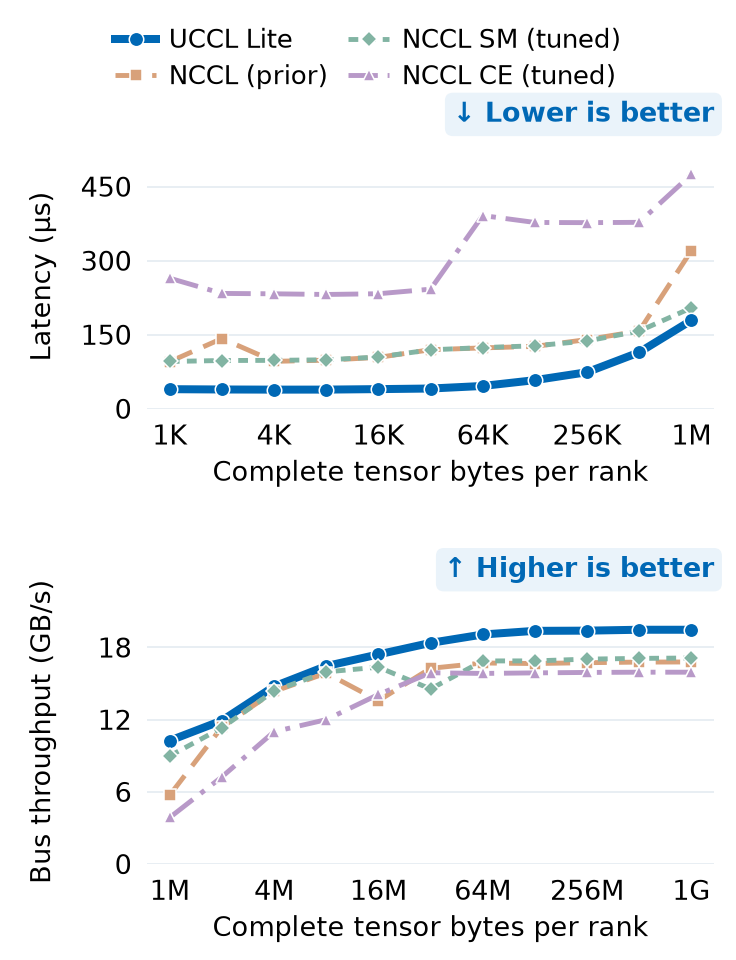 UCCL Lite
NCCL SM (tuned)
NCCL (prior)
NCCL CE (tuned)
↓ Lower is better
Latency (µs)
450
300
150
0
1K 4K 16K 64K 256K 1M
Complete tensor bytes per rank
↑ Higher is better
Bus throughput (GB/s)
18
12
6
0
1M 4M 16M 64M 256M 1G
Complete tensor bytes per rank